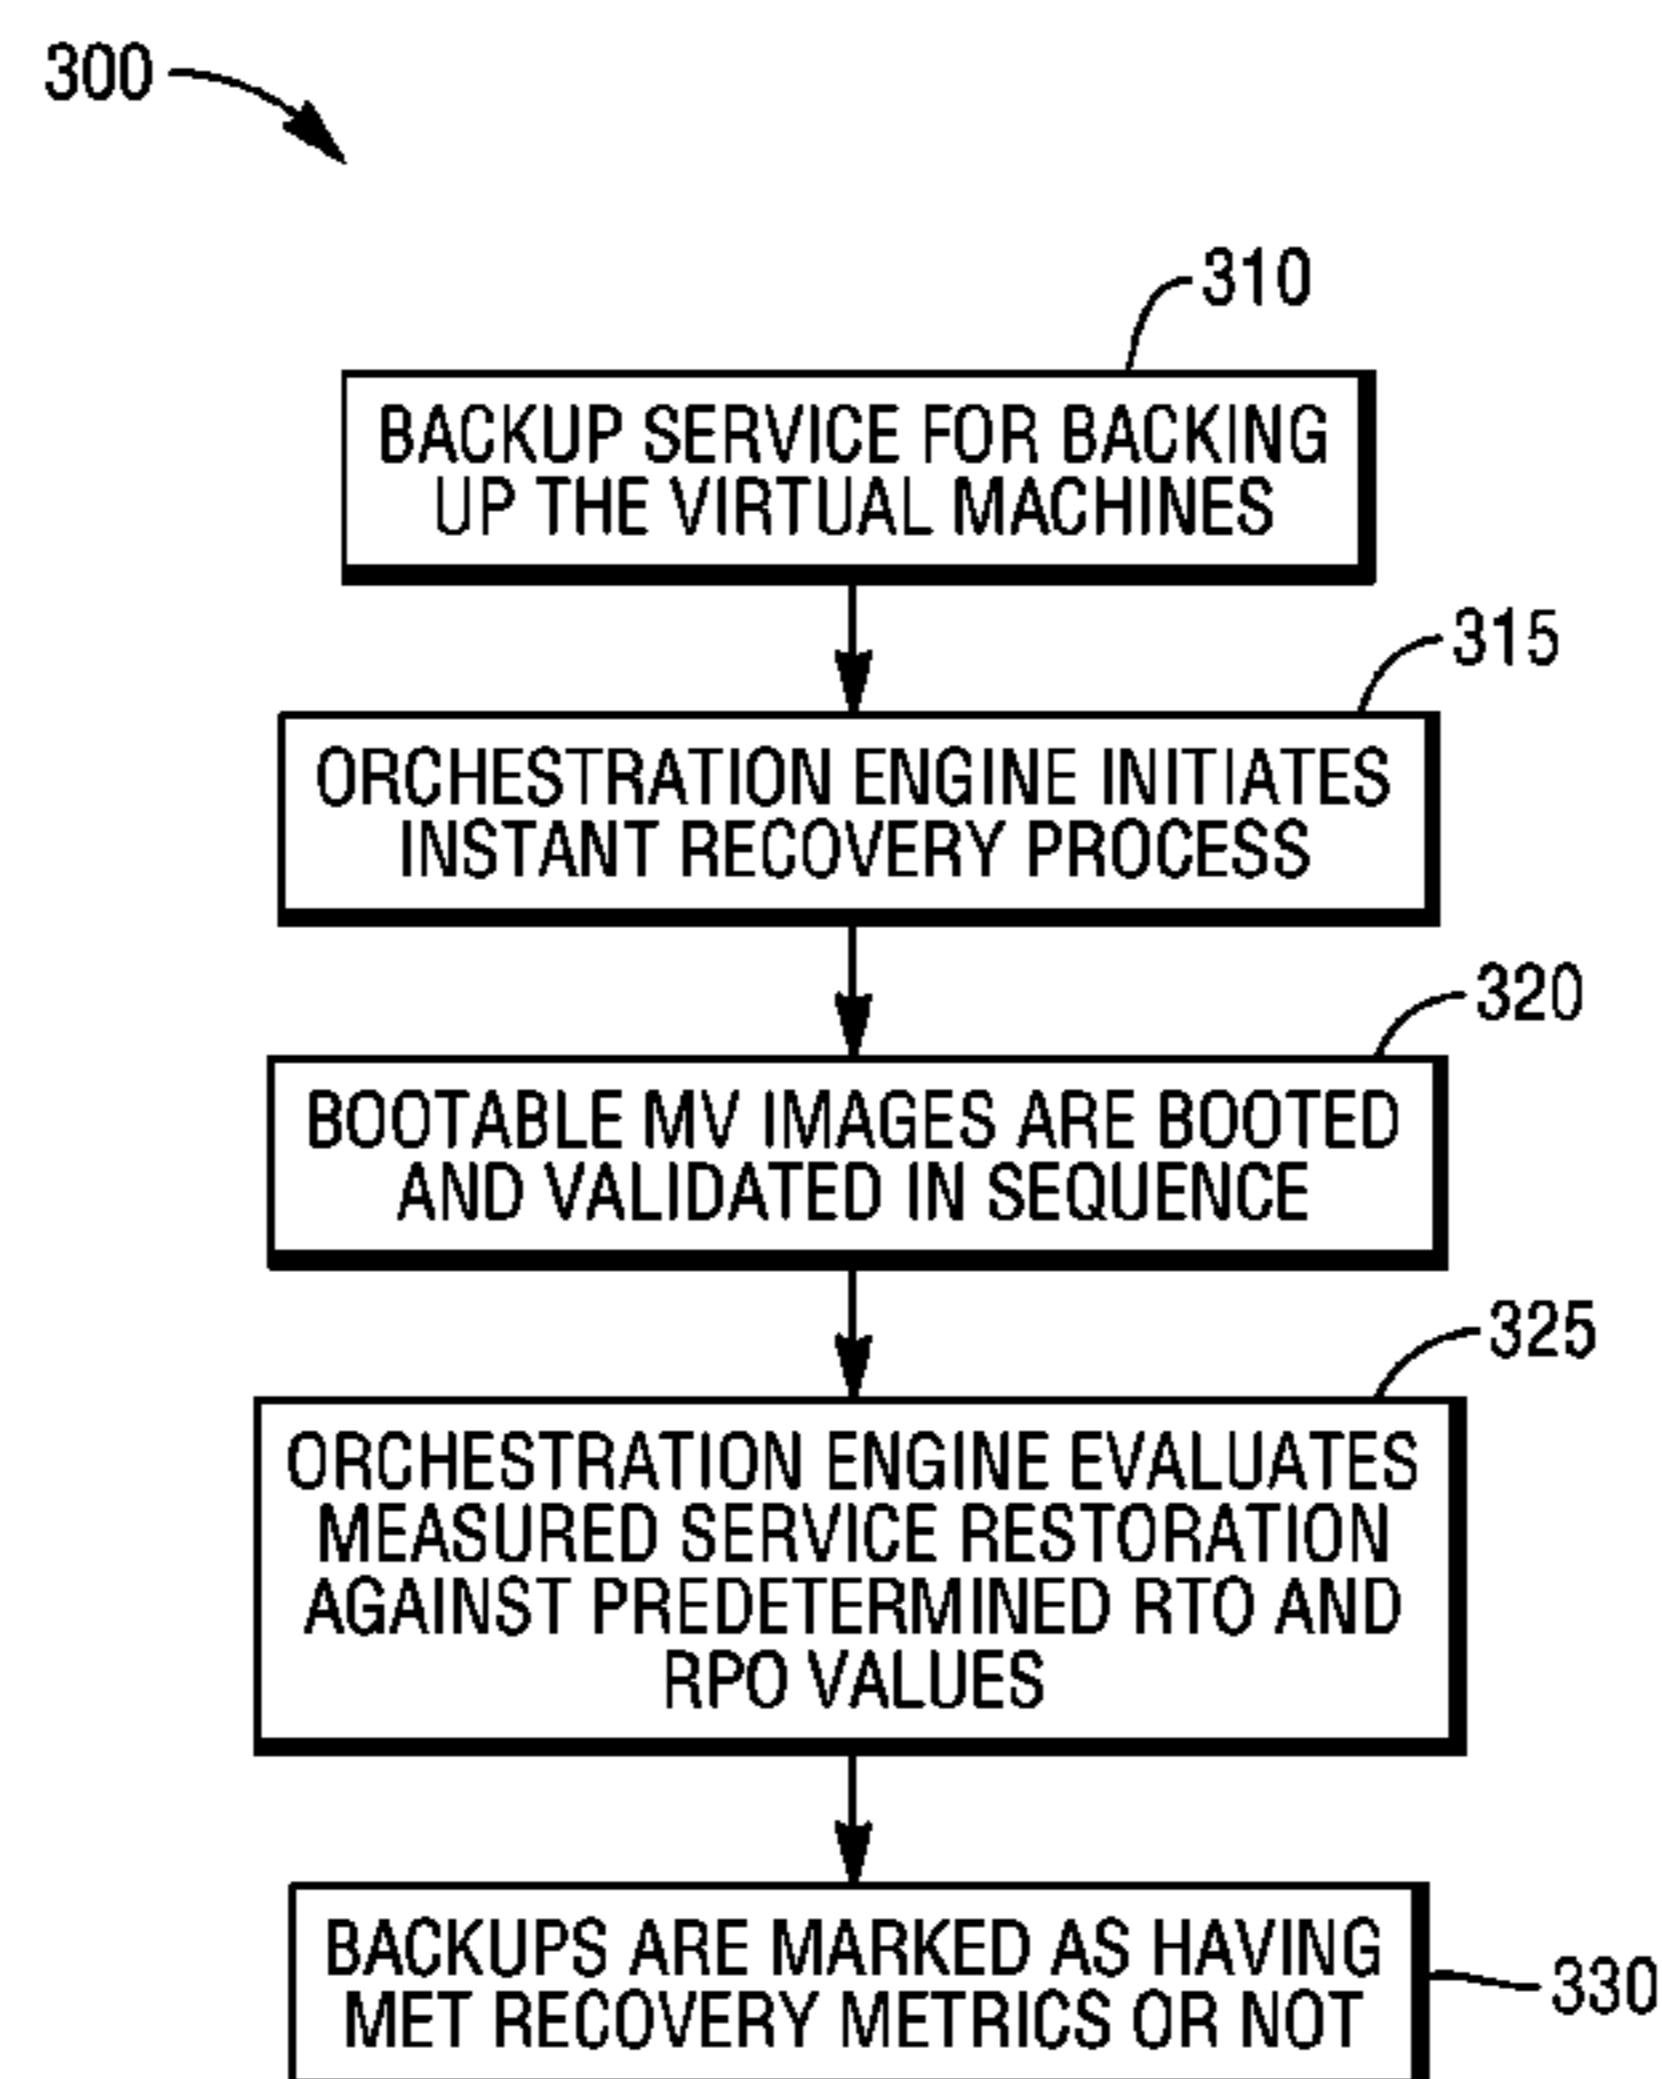 300
310
BACKUP SERVICE FOR BACKING
UP THE VIRTUAL MACHINES
315
ORCHESTRATION ENGINE INITIATES
INSTANT RECOVERY PROCESS
320
BOOTABLE MV IMAGES ARE BOOTED
AND VALIDATED IN SEQUENCE
325
ORCHESTRATION ENGINE EVALUATES
MEASURED SERVICE RESTORATION
AGAINST PREDETERMINED RTO AND
RPO VALUES
BACKUPS ARE MARKED AS HAVING
MET RECOVERY METRICS OR NOT
330